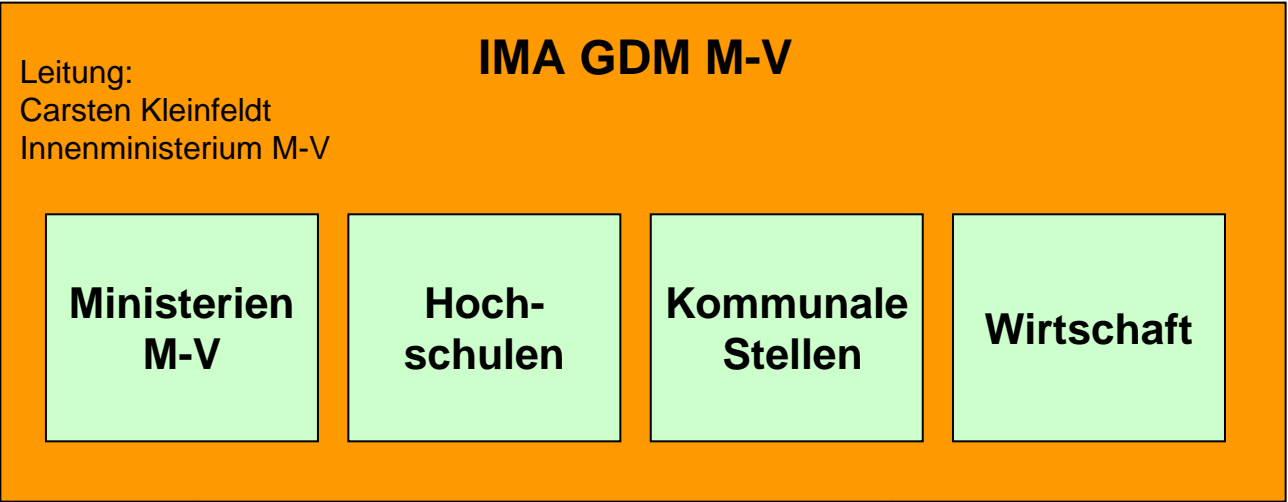 IMA GDM M-V
Leitung:
Carsten Kleinfeldt
Innenministerium M-V
Ministerien
M-V
Hoch-
schulen
Kommunale
Stellen
Wirtschaft